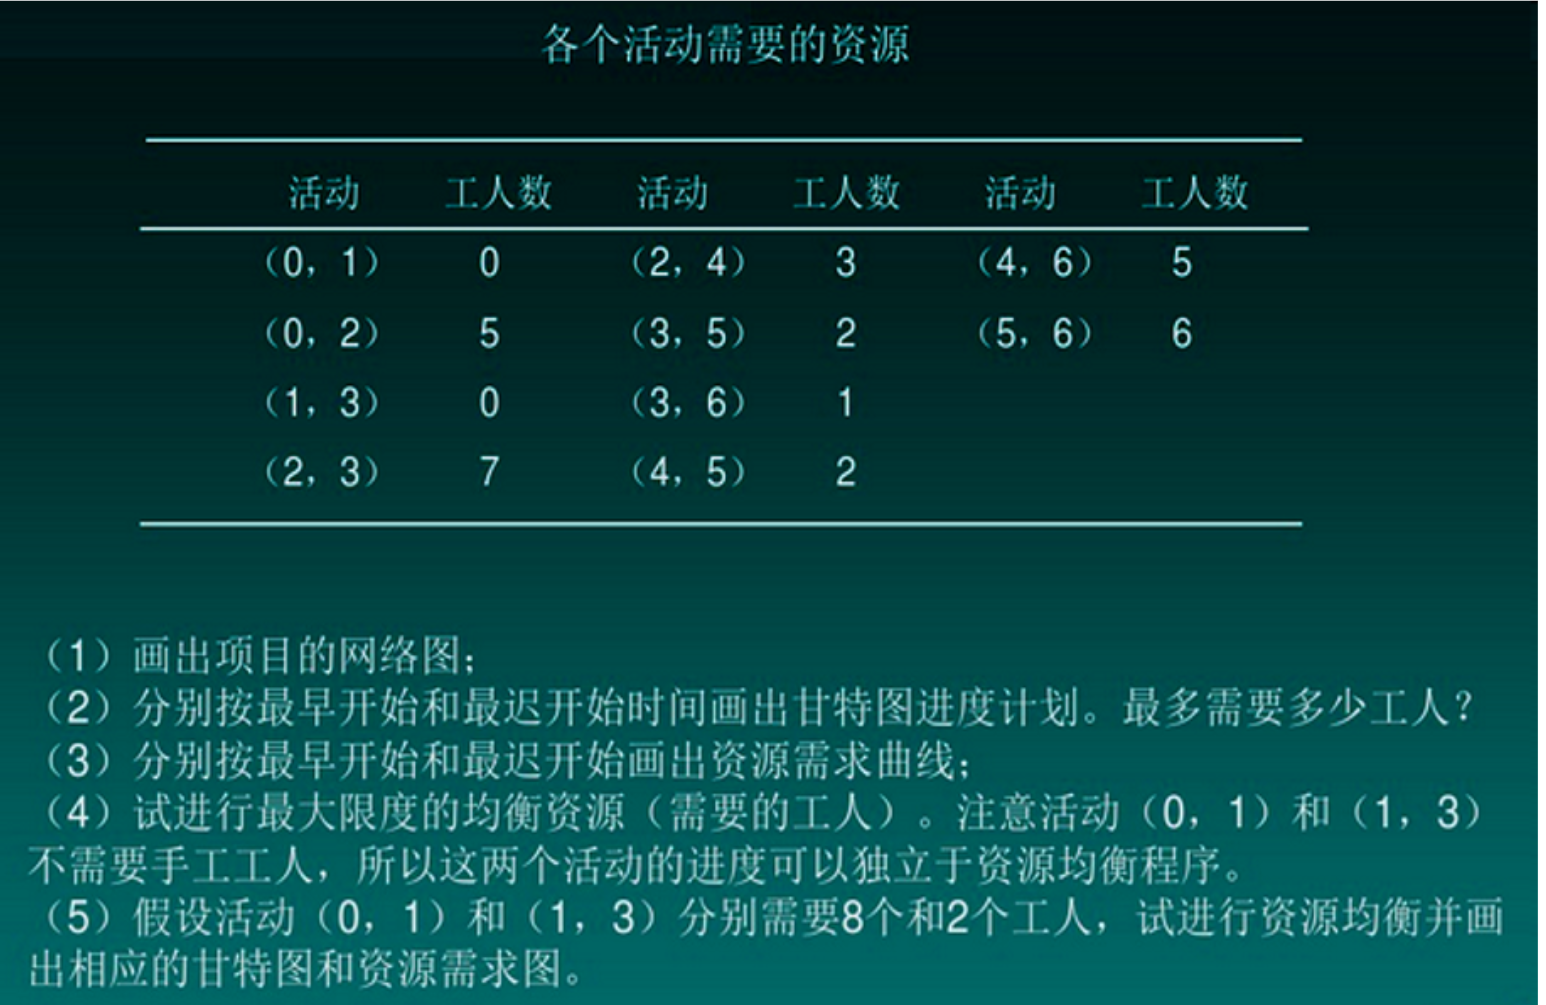 各个活动需要的资源
活动 工人数 活动 工人数 活动 工人数
（0，1） 0 （2，4） 3 （4，6） 5
（0，2） 5 （3，5） 2 （5，6） 6
（1，3） 0 （3，6） 1
（2，3） 7 （4，5） 2
（1）画出项目的网络图；
（2）分别按最早开始和最迟开始时间画出甘特图进度计划。最多需要多少工人？
（3）分别按最早开始和最迟开始画出资源需求曲线；
（4）试进行最大限度的均衡资源（需要的工人）。注意活动（0，1）和（1，3）
不需要手工工人，所以这两个活动的进度可以独立于资源均衡程序。
（5）假设活动（0，1）和（1，3）分别需要8个和2个工人，试进行资源均衡并画
出相应的甘特图和资源需求图。